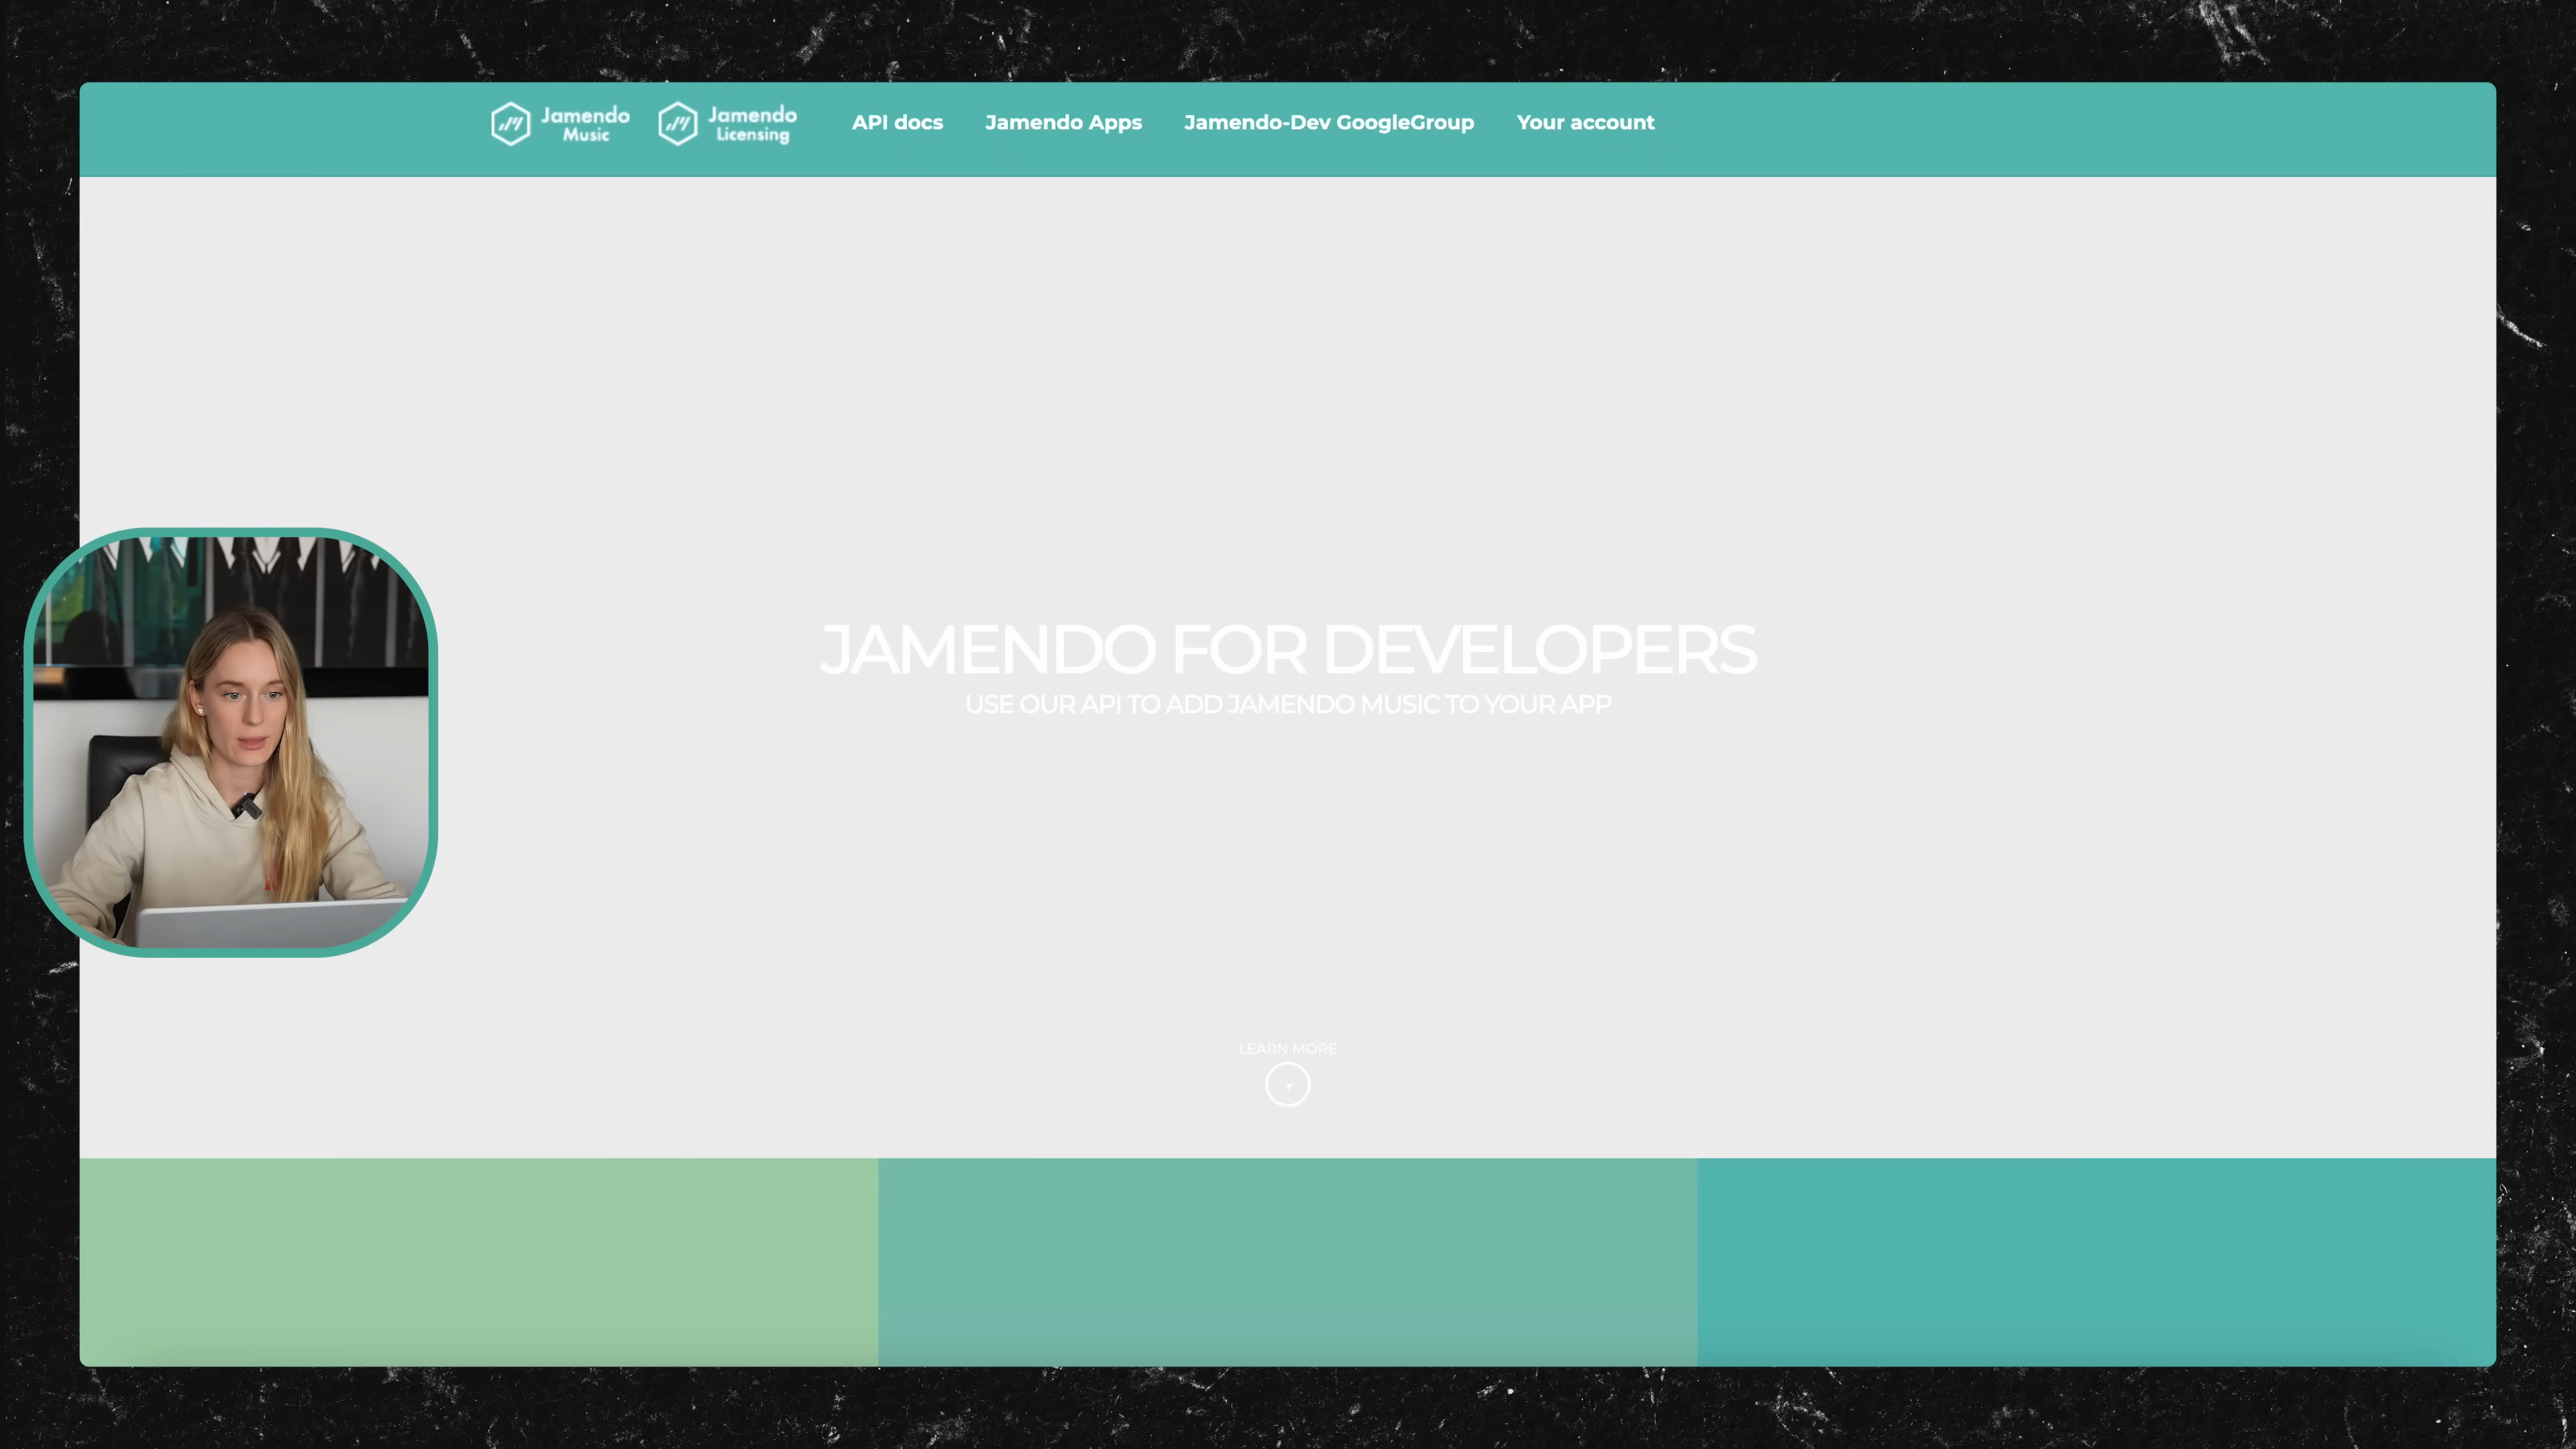 Jamendo Music
Jamendo Licensing
API docs
Jamendo Apps
Jamendo-Dev GoogleGroup
Your account
JAMENDO FOR DEVELOPERS
USE OUR API TO ADD JAMENDO MUSIC TO YOUR APP
LEARN MORE